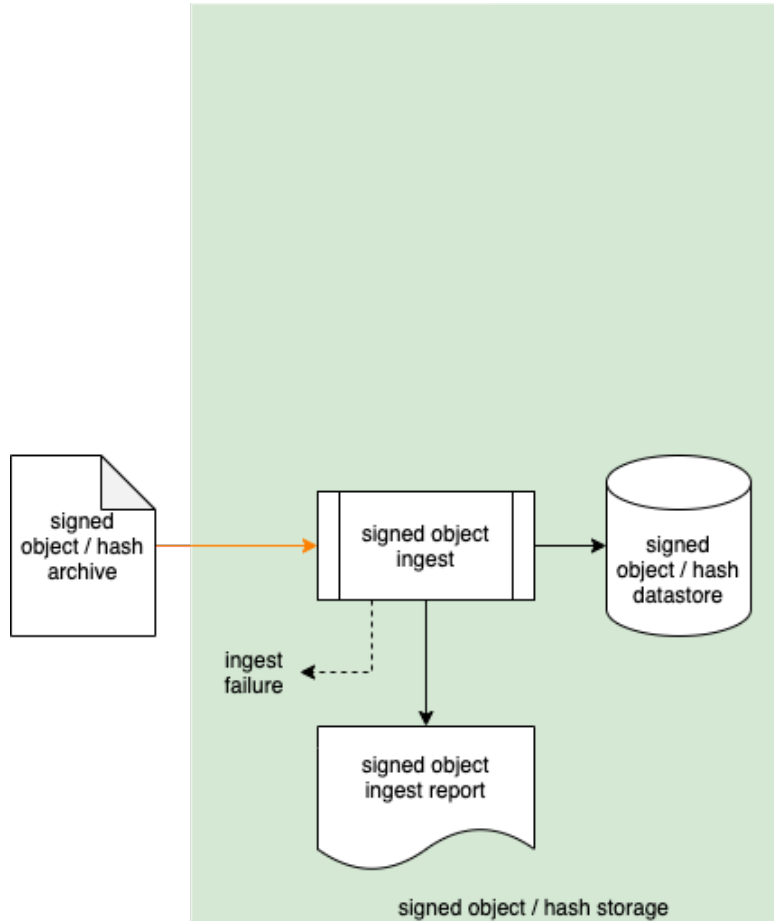 signed
object / hash
archive
signed object
ingest
signed
object / hash
datastore
ingest
failure
signed object
ingest report
signed object / hash storage